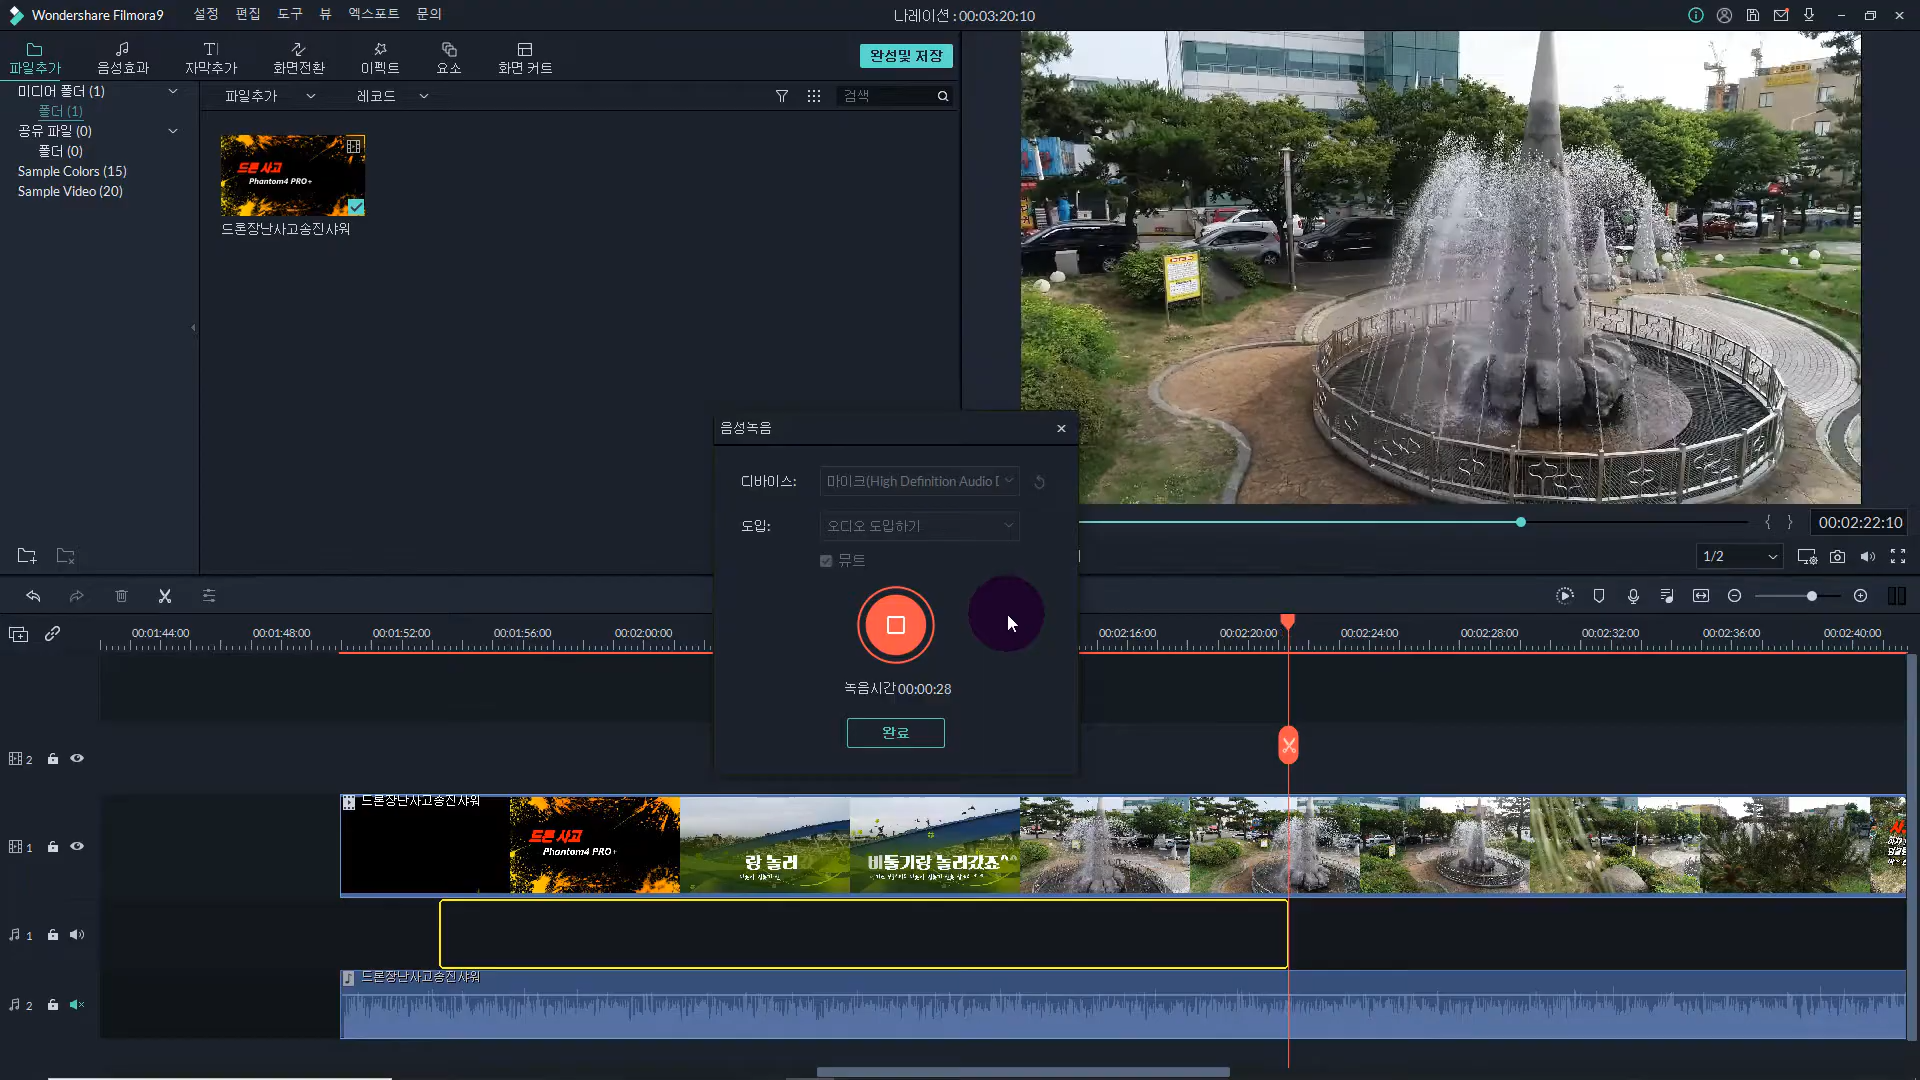 Wondershare Filmora9 설정 편집 도구 뷰 엑스포트 문의 나레이션 : 00:03:20:10
파일추가 음성효과 자막추가 화면전환 이펙트 요소 화면 커트 완성및 저장
미디어 폴더 (1) 파일추가 레코드 검색
폴더 (1)
공유 파일 (0)
폴더 (0)
Sample Colors (15)
Sample Video (20)
드론 사고
Phantom4 PRO+
드론장난사고송진샤워
음성녹음
디바이스: 마이크(High Definition Audio
도입: 오디오 도입하기
뮤트
녹음시간00:00:28
완료
00:02:22:10
1/2
00:01:44:00 00:01:48:00 00:01:52:00 00:01:56:00 00:02:00:00 00:02:16:00 00:02:20:00 00:02:24:00 00:02:28:00 00:02:32:00 00:02:36:00 00:02:40:00
2
드론장난사고송진샤워
1
드론 사고
Phantom4 PRO+
랑 놀러
비둘기랑 놀러갔죠^^
1
드론장난사고송진샤워
2